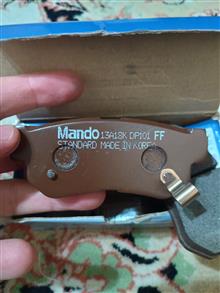 Mando 13A18K DP101 FF
STANDARD MADE IN KOREA